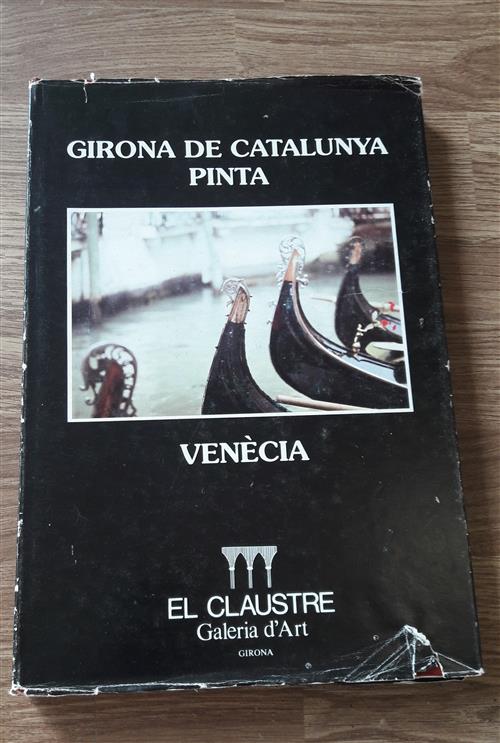 GIRONA DE CATALUNYA
PINTA
VENÈCIA
EL CLAUSTRE
Galeria d'Art
GIRONA